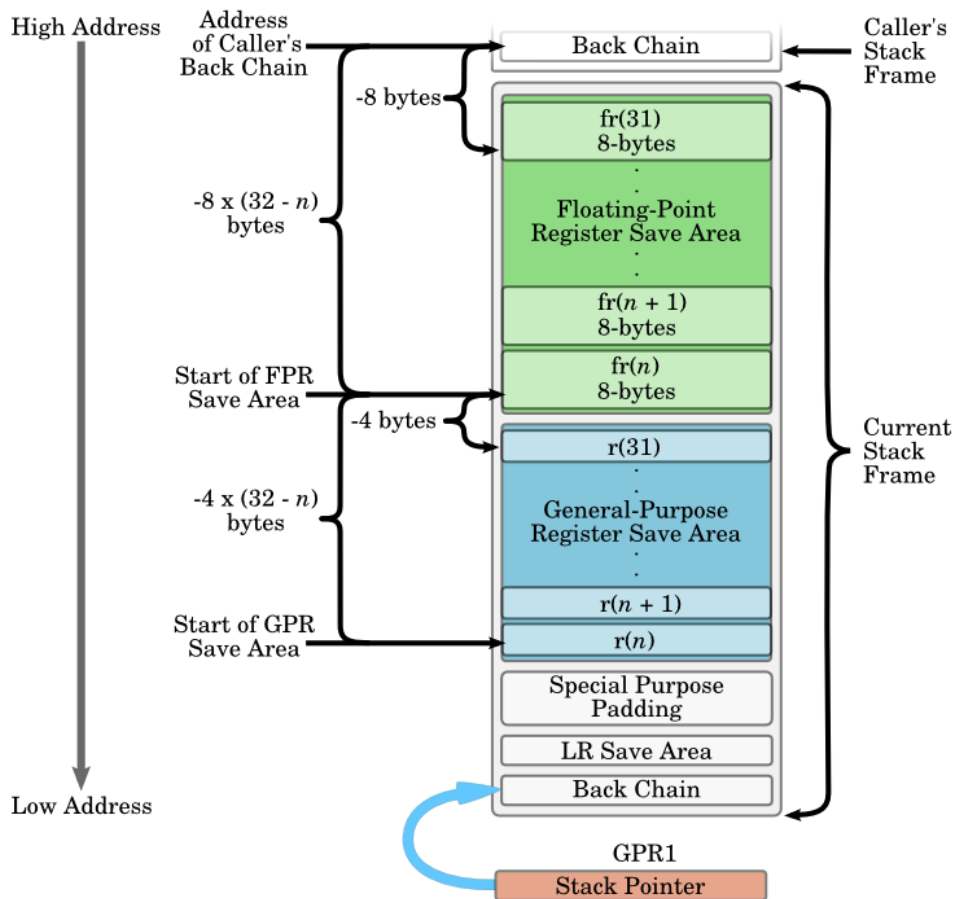 High Address
Address
of Caller's
Back Chain
Back Chain
Caller's
Stack
Frame
-8 bytes
fr(31)
8-bytes
-8 x (32 - n)
bytes
Floating-Point
Register Save Area
fr(n + 1)
8-bytes
Start of FPR
Save Area
fr(n)
8-bytes
-4 bytes
r(31)
Current
Stack
Frame
-4 x (32 - n)
bytes
General-Purpose
Register Save Area
r(n + 1)
Start of GPR
Save Area
r(n)
Special Purpose
Padding
LR Save Area
Back Chain
Low Address
GPR1
Stack Pointer